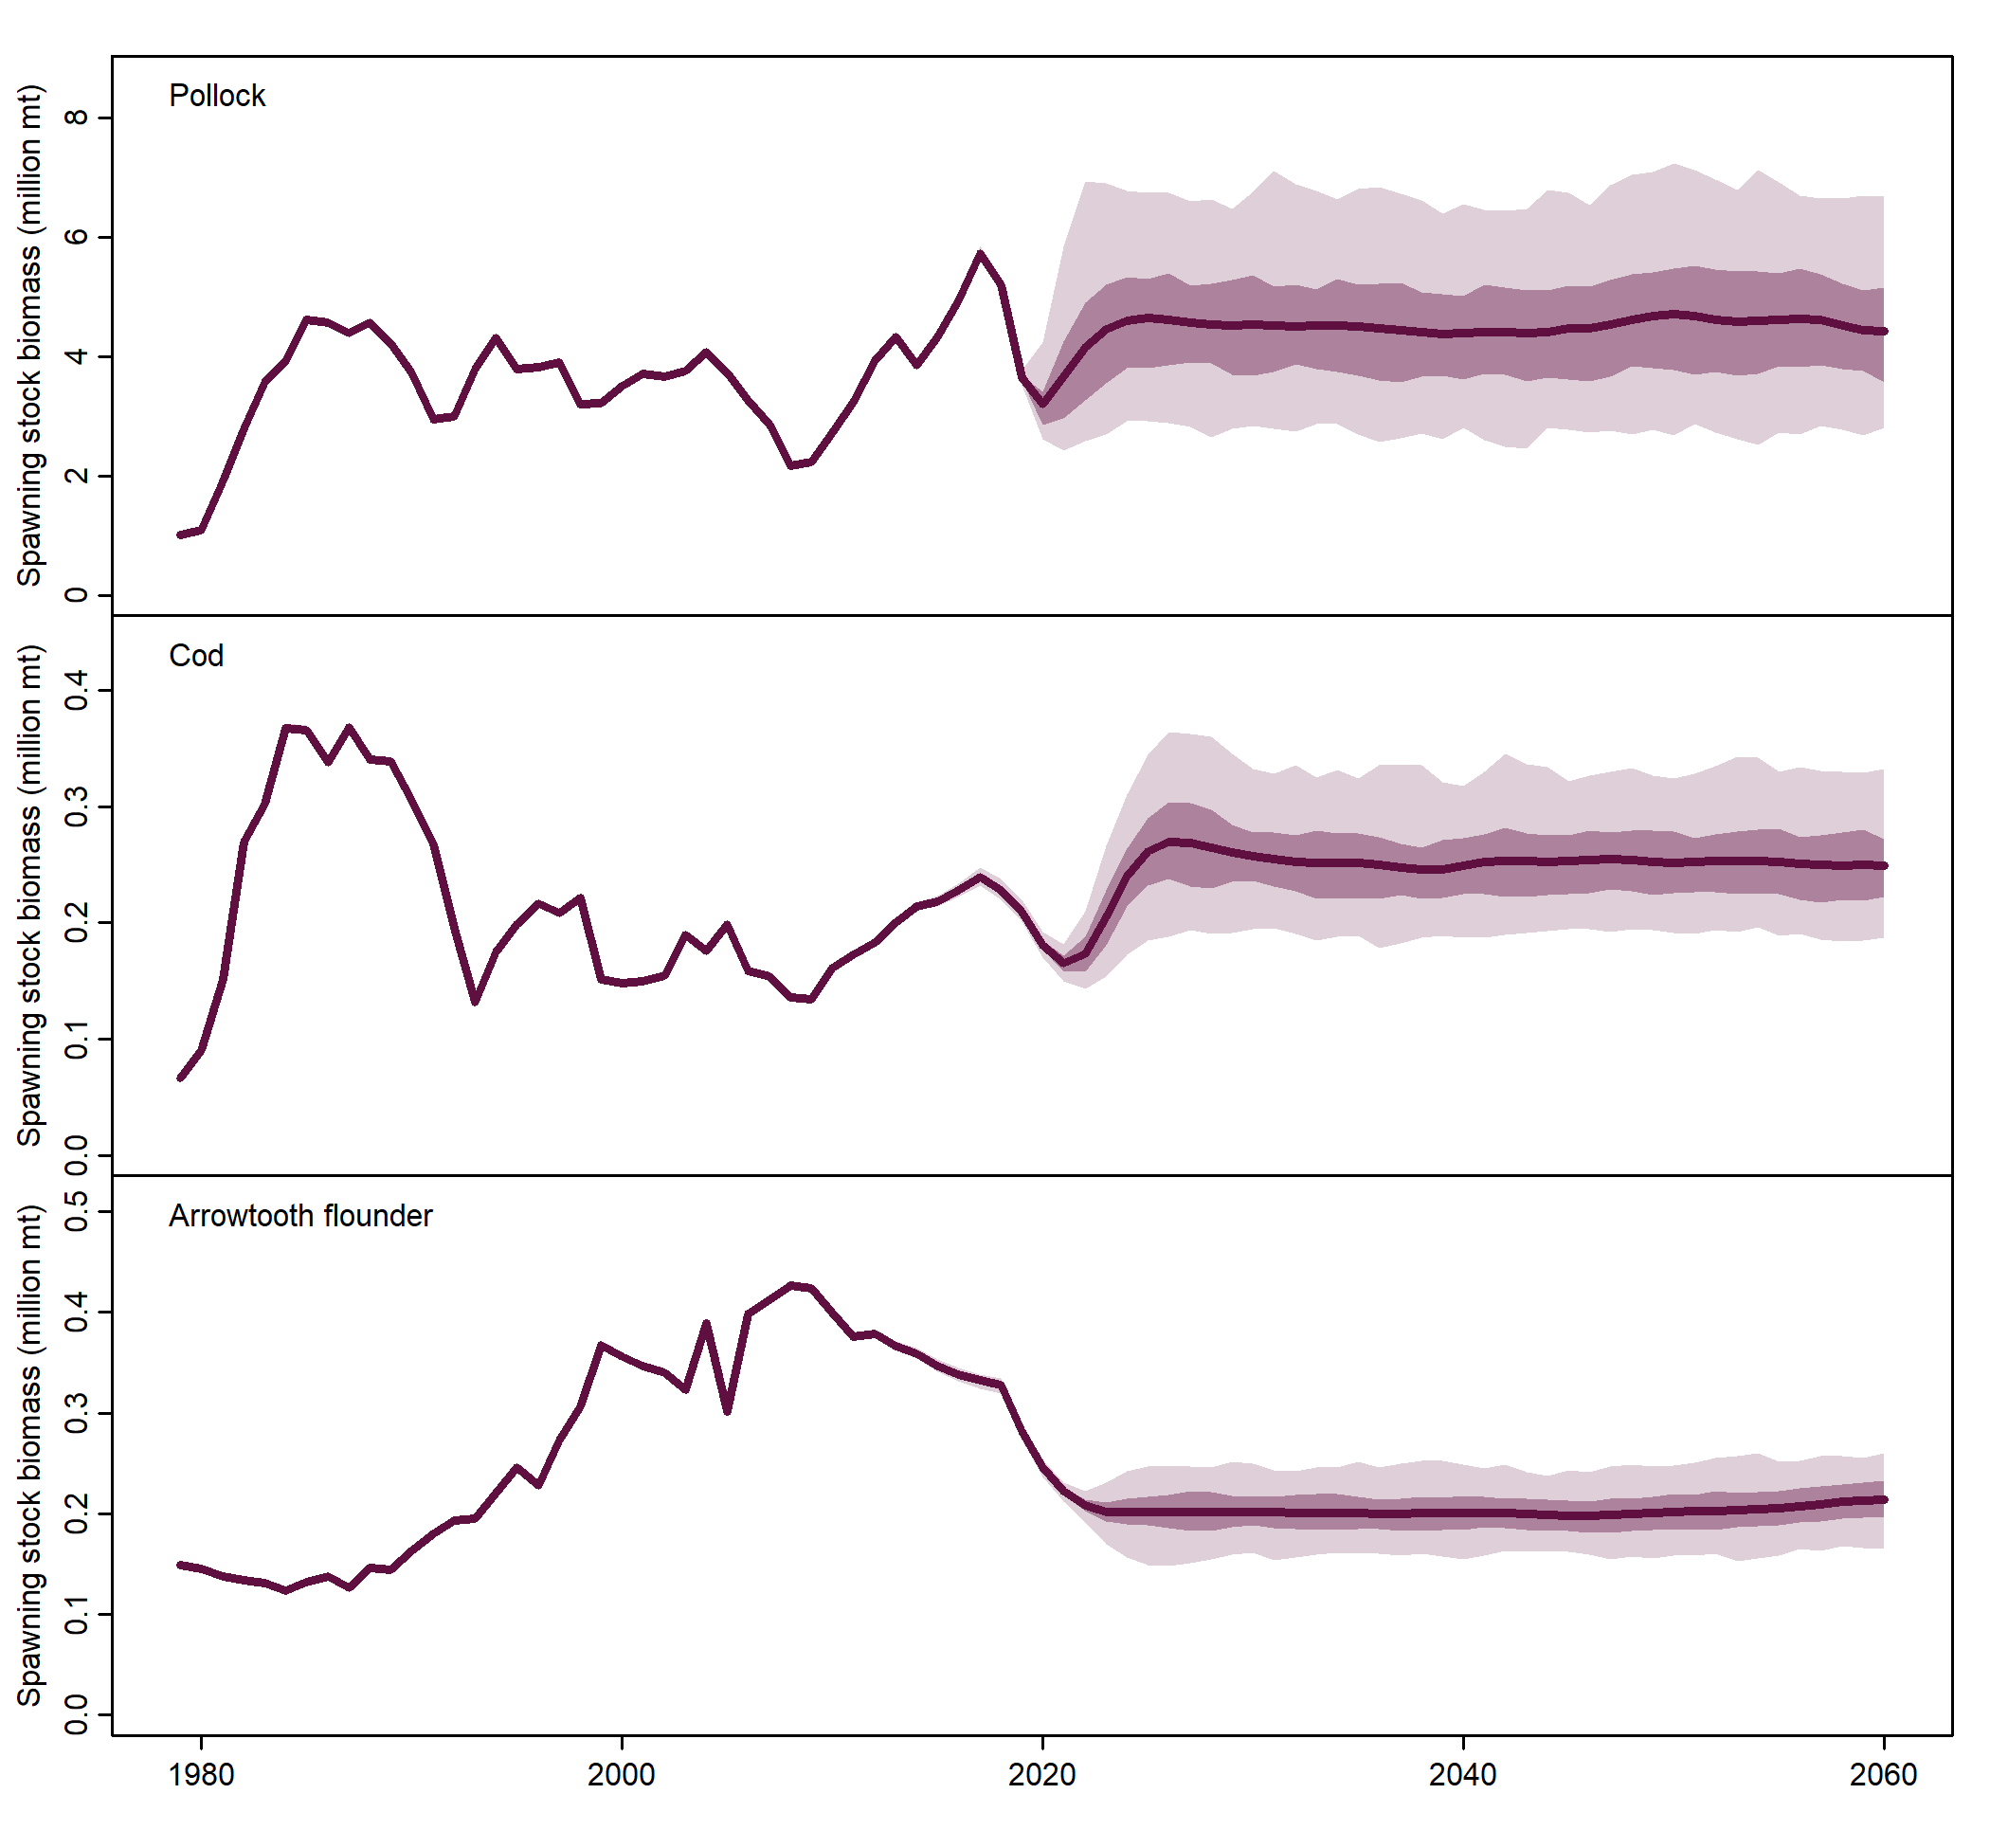 Pollock
Spawning stock biomass (million mt)
8
6
4
2
0
Cod
Spawning stock biomass (million mt)
0.4
0.3
0.2
0.1
0.0
Arrowtooth flounder
Spawning stock biomass (million mt)
0.5
0.4
0.3
0.2
0.1
0.0
1980 2000 2020 2040 2060